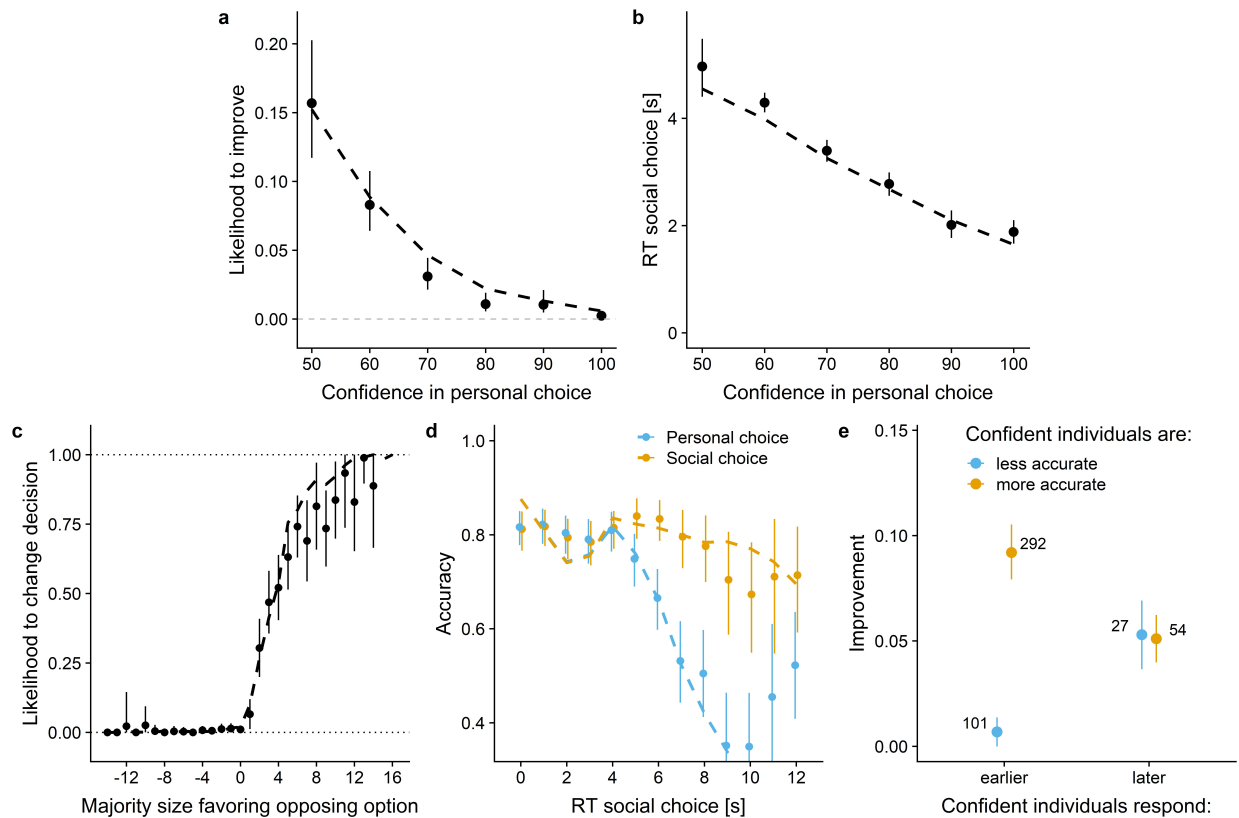 a
0.20
0.15
0.10
0.05
0.00
Likelihood to improve
50 60 70 80 90 100
Confidence in personal choice
b
4
2
0
RT social choice [s]
50 60 70 80 90 100
Confidence in personal choice
c
1.00
0.75
0.50
0.25
0.00
Likelihood to change decision
-12 -8 -4 0 4 8 12 16
Majority size favoring opposing option
d
Personal choice
Social choice
1.0
0.8
0.6
0.4
Accuracy
0 2 4 6 8 10 12
RT social choice [s]
e
Confident individuals are:
less accurate
more accurate
0.15
0.10
0.05
0.00
Improvement
292
27
54
101
earlier later
Confident individuals respond: